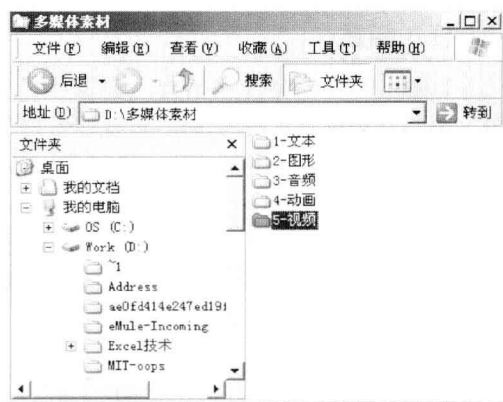 多媒体素材
文件(F) 编辑(E) 查看(V) 收藏(A) 工具(T) 帮助(H)
后退 搜索 文件夹
地址(D) D:\多媒体素材 转到
文件夹
桌面
我的文档
我的电脑
OS (C:)
Work (D:)
~1
Address
ae0fd414e247ed19f
eMule-Incoming
Excel技术
MIT-oops
1-文本
2-图形
3-音频
4-动画
5-视频